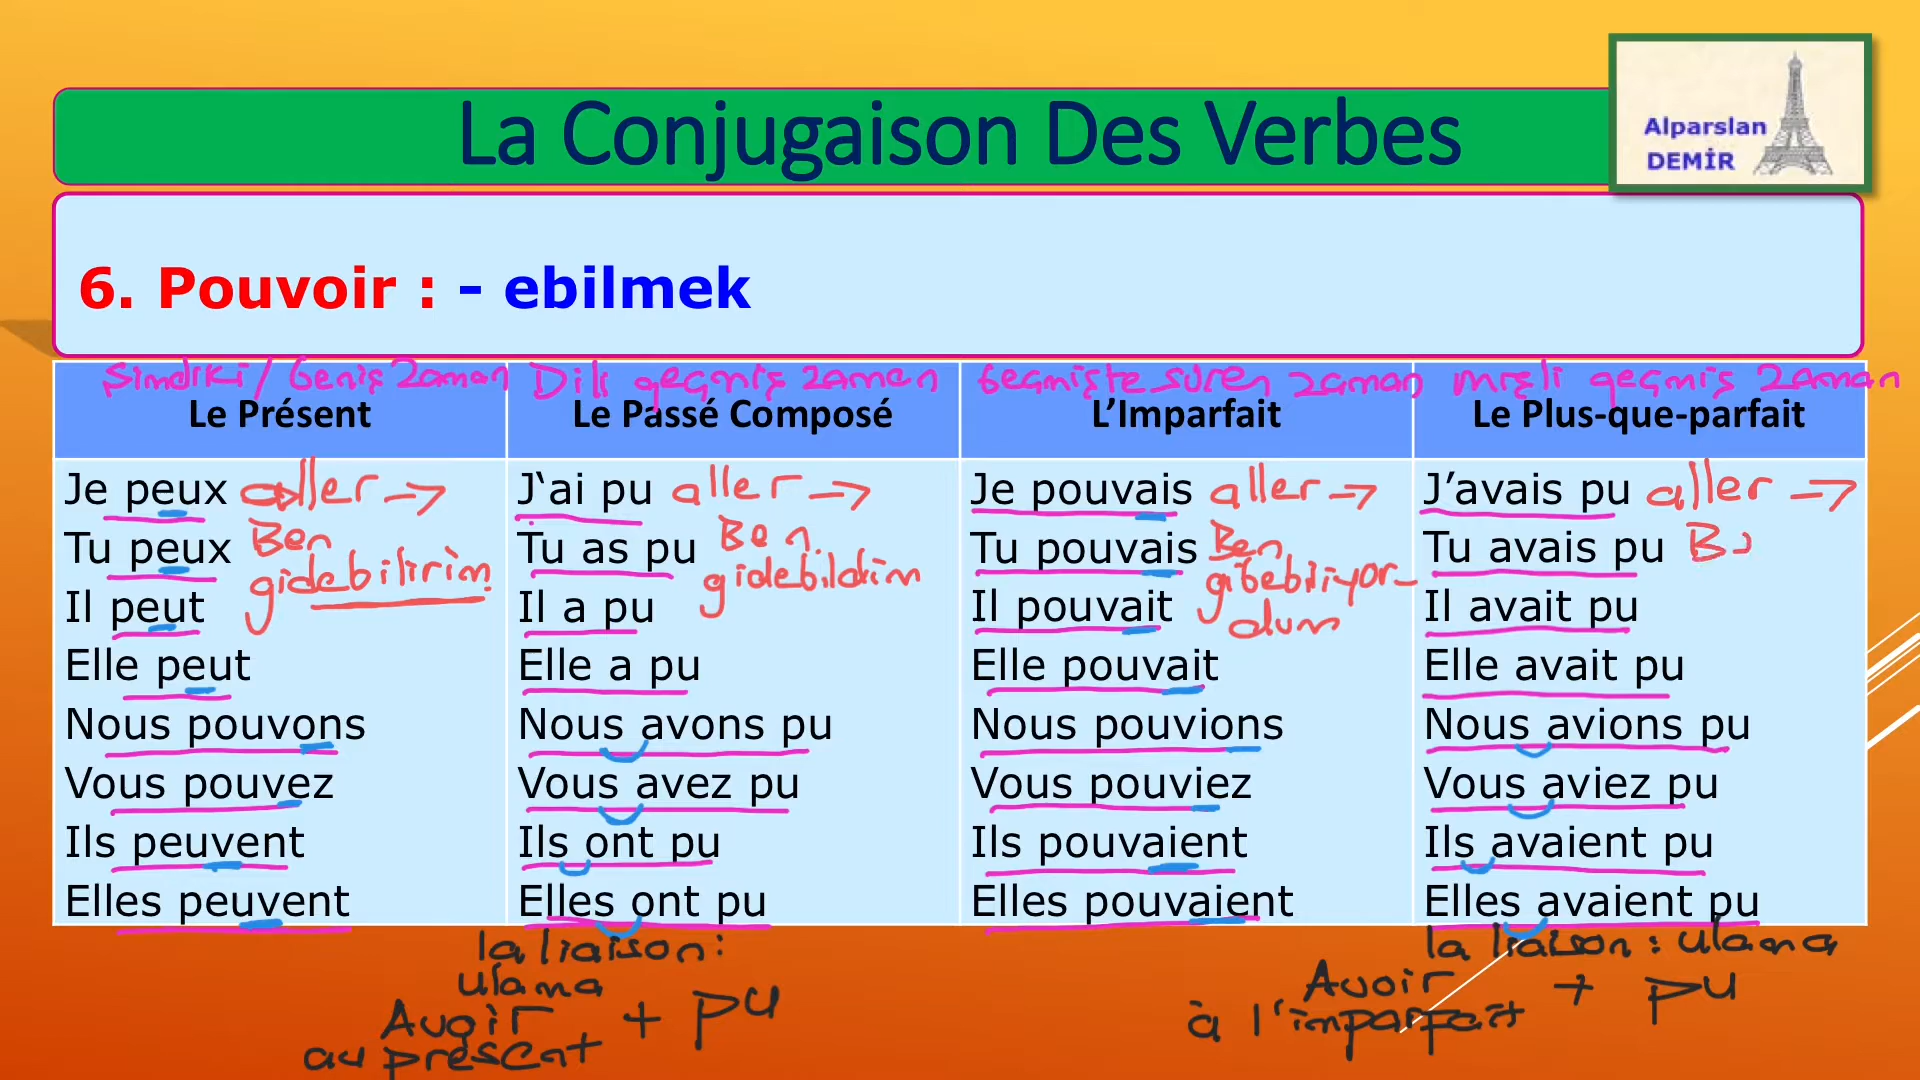 La Conjugaison Des Verbes
Alparslan
DEMİR
6. Pouvoir : - ebilmek
Şimdiki / Geniş Zaman
Dili geçmiş zaman
Geçmişte süren zaman
mişli geçmiş zaman
Le Présent
Le Passé Composé
L’Imparfait
Le Plus-que-parfait
Je peux aller →
Tu peux Ben
gidebilirim
Il peut
Elle peut
Nous pouvons
Vous pouvez
Ils peuvent
Elles peuvent
J‘ai pu aller →
Tu as pu Ben
gidebildim
Il a pu
Elle a pu
Nous avons pu
Vous avez pu
Ils ont pu
Elles ont pu
Je pouvais aller →
Tu pouvais Ben
gidebiliyor-
Il pouvait dum
Elle pouvait
Nous pouvions
Vous pouviez
Ils pouvaient
Elles pouvaient
J’avais pu aller →
Tu avais pu
Il avait pu
Elle avait pu
Nous avions pu
Vous aviez pu
Ils avaient pu
Elles avaient pu
la liaison:
ulama
Avoir + pu
au présent
la liaison : ulama
Avoir + pu
à l'imparfait